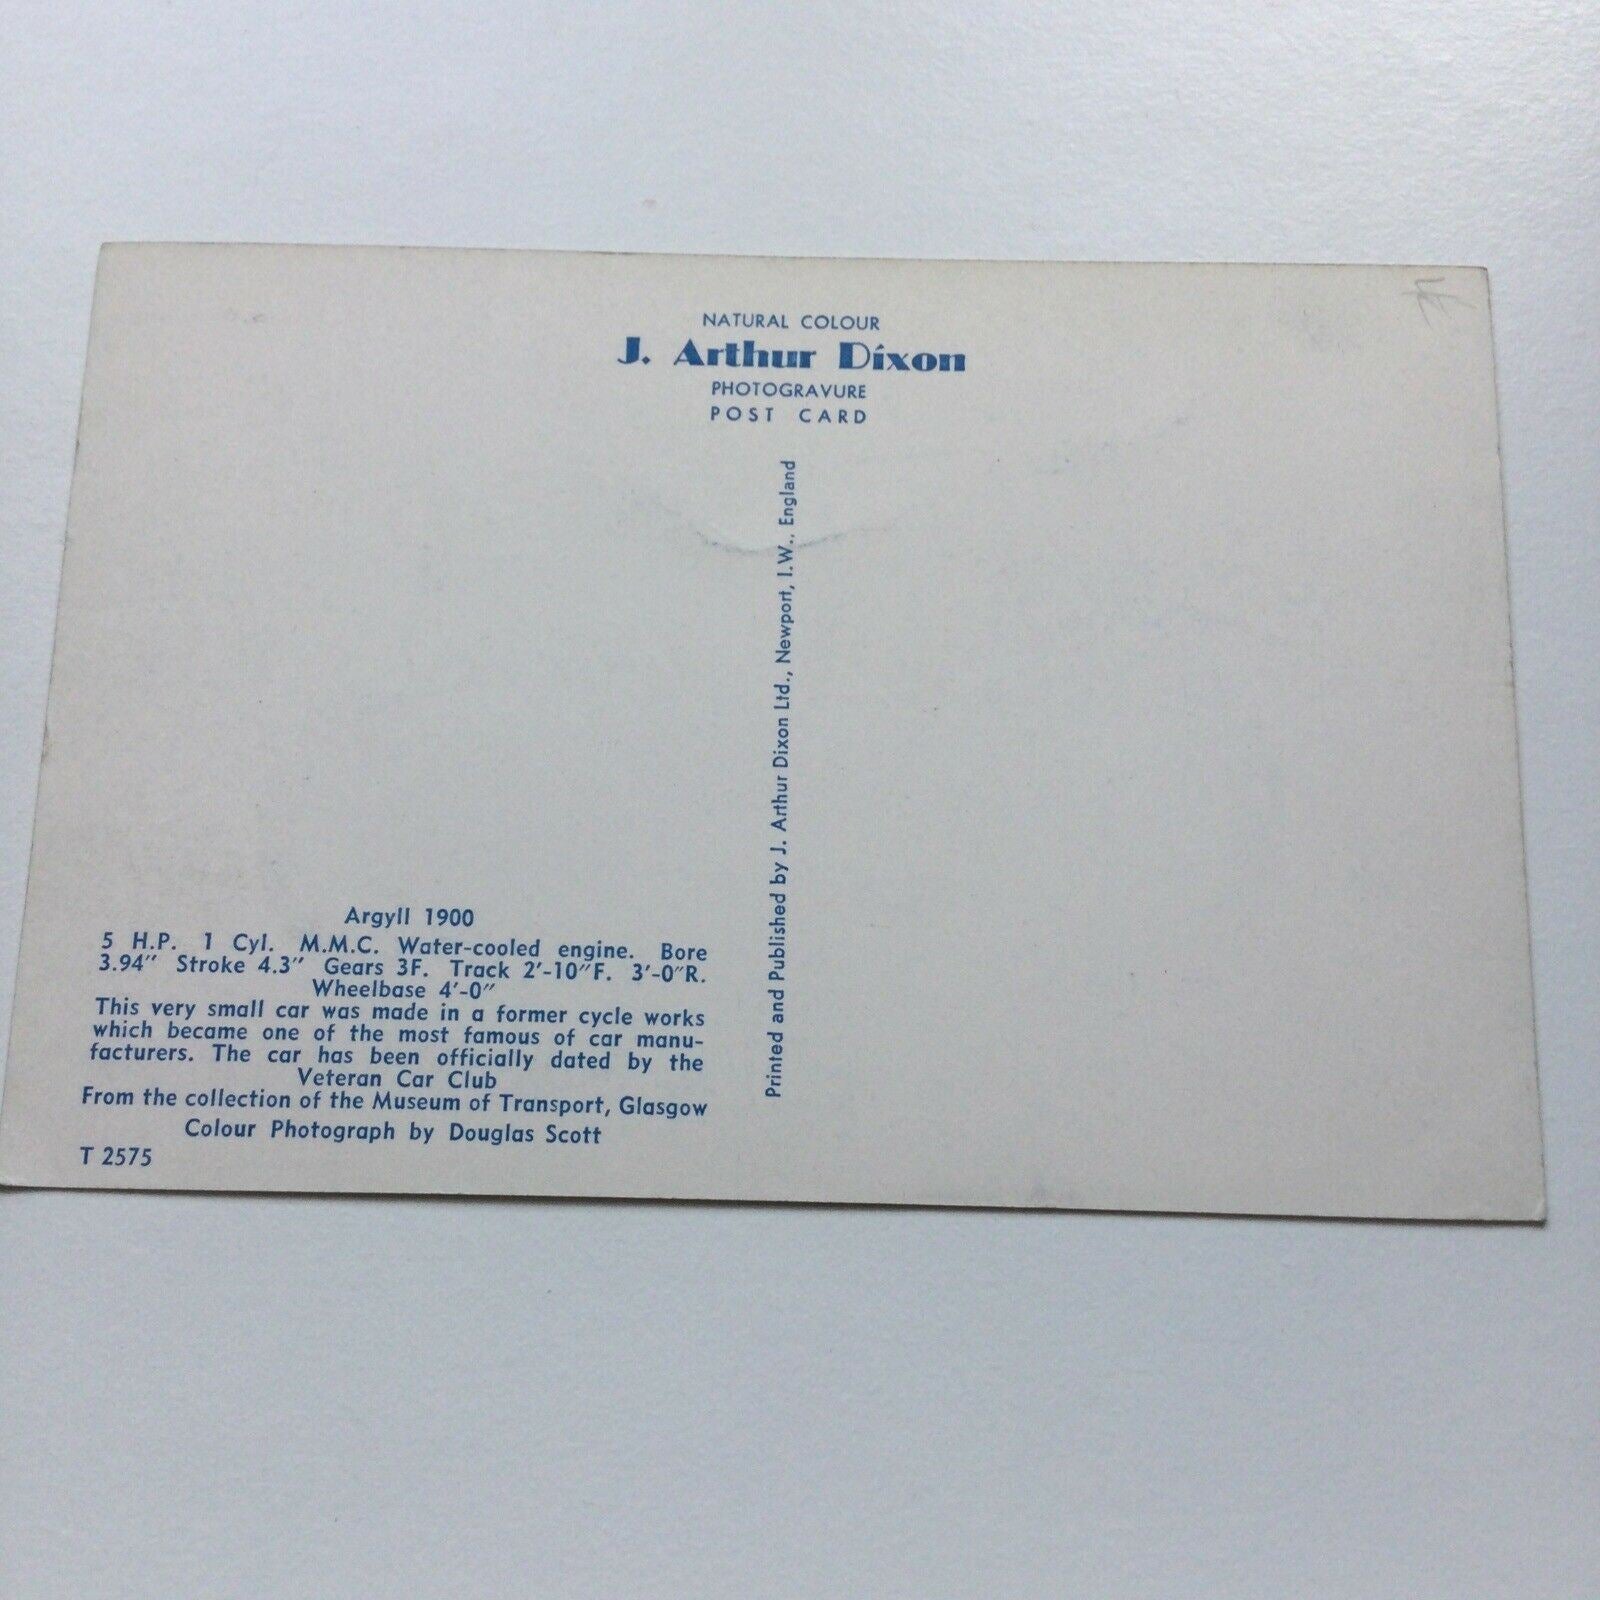 NATURAL COLOUR
J. Arthur Dixon
PHOTOGRAVURE
POST CARD
Printed and Published by J. Arthur Dixon Ltd., Newport, I.W., England
Argyll 1900
5 H.P. 1 Cyl. M.M.C. Water-cooled engine. Bore
3.94" Stroke 4.3" Gears 3F. Track 2'-10"F. 3'-0"R.
Wheelbase 4'-0"
This very small car was made in a former cycle works
which became one of the most famous of car manu-
facturers. The car has been officially dated by the
Veteran Car Club
From the collection of the Museum of Transport, Glasgow
Colour Photograph by Douglas Scott
T 2575